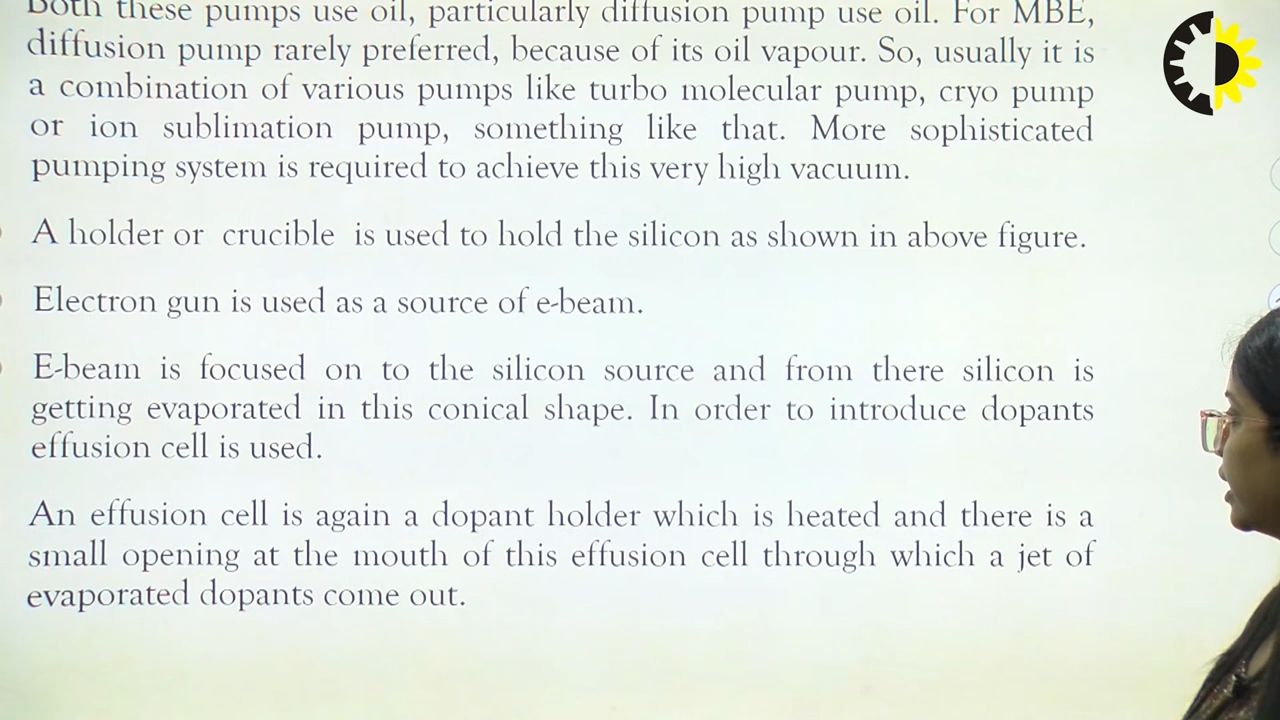 Both these pumps use oil, particularly diffusion pump use oil. For MBE,
diffusion pump rarely preferred, because of its oil vapour. So, usually it is
a combination of various pumps like turbo molecular pump, cryo pump
or ion sublimation pump, something like that. More sophisticated
pumping system is required to achieve this very high vacuum.
A holder or crucible is used to hold the silicon as shown in above figure.
Electron gun is used as a source of e-beam.
E-beam is focused on to the silicon source and from there silicon is
getting evaporated in this conical shape. In order to introduce dopants
effusion cell is used.
An effusion cell is again a dopant holder which is heated and there is a
small opening at the mouth of this effusion cell through which a jet of
evaporated dopants come out.